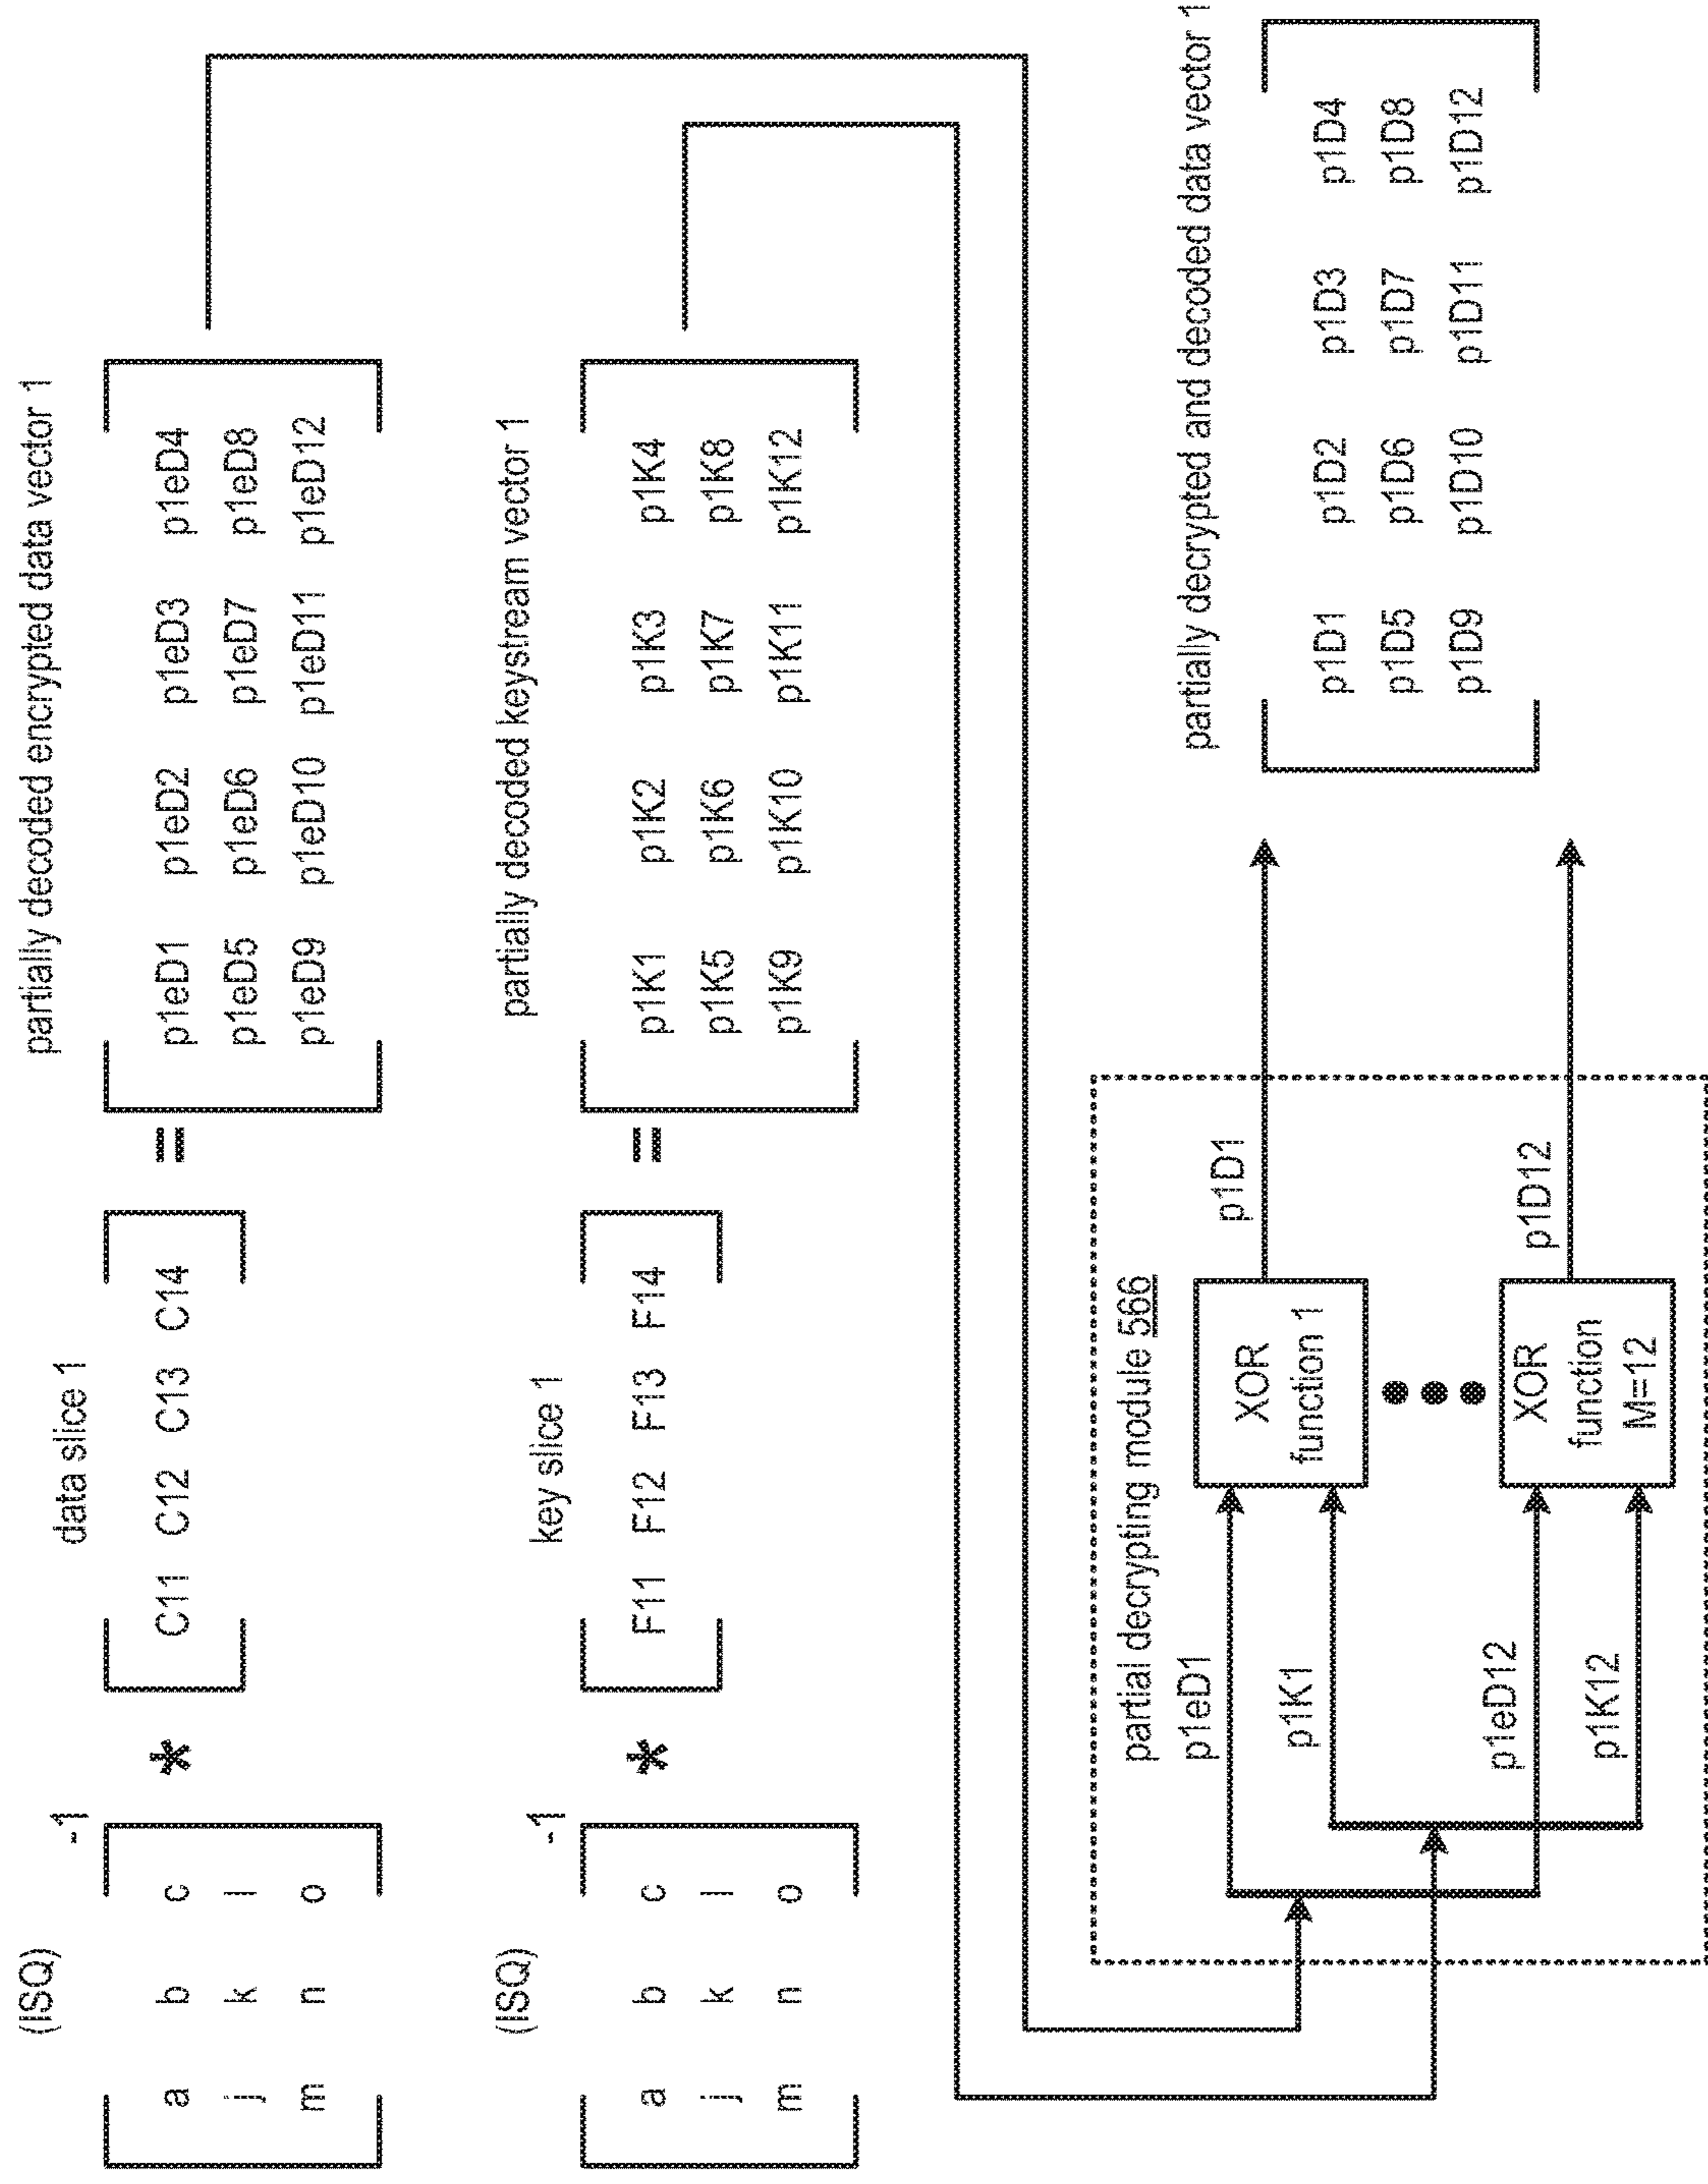 (ISQ) -1
data slice 1
partially decoded encrypted data vector 1
a b c
j k l
m n o
*
C11 C12 C13 C14
=
p1eD1 p1eD2 p1eD3 p1eD4
p1eD5 p1eD6 p1eD7 p1eD8
p1eD9 p1eD10 p1eD11 p1eD12
(ISQ) -1
key slice 1
partially decoded keystream vector 1
a b c
j k l
m n o
*
F11 F12 F13 F14
=
p1K1 p1K2 p1K3 p1K4
p1K5 p1K6 p1K7 p1K8
p1K9 p1K10 p1K11 p1K12
partial decrypting module 566
p1eD1
p1K1
XOR
function 1
p1D1
p1eD12
p1K12
XOR
function
M=12
p1D12
partially decrypted and decoded data vector 1
p1D1 p1D2 p1D3 p1D4
p1D5 p1D6 p1D7 p1D8
p1D9 p1D10 p1D11 p1D12